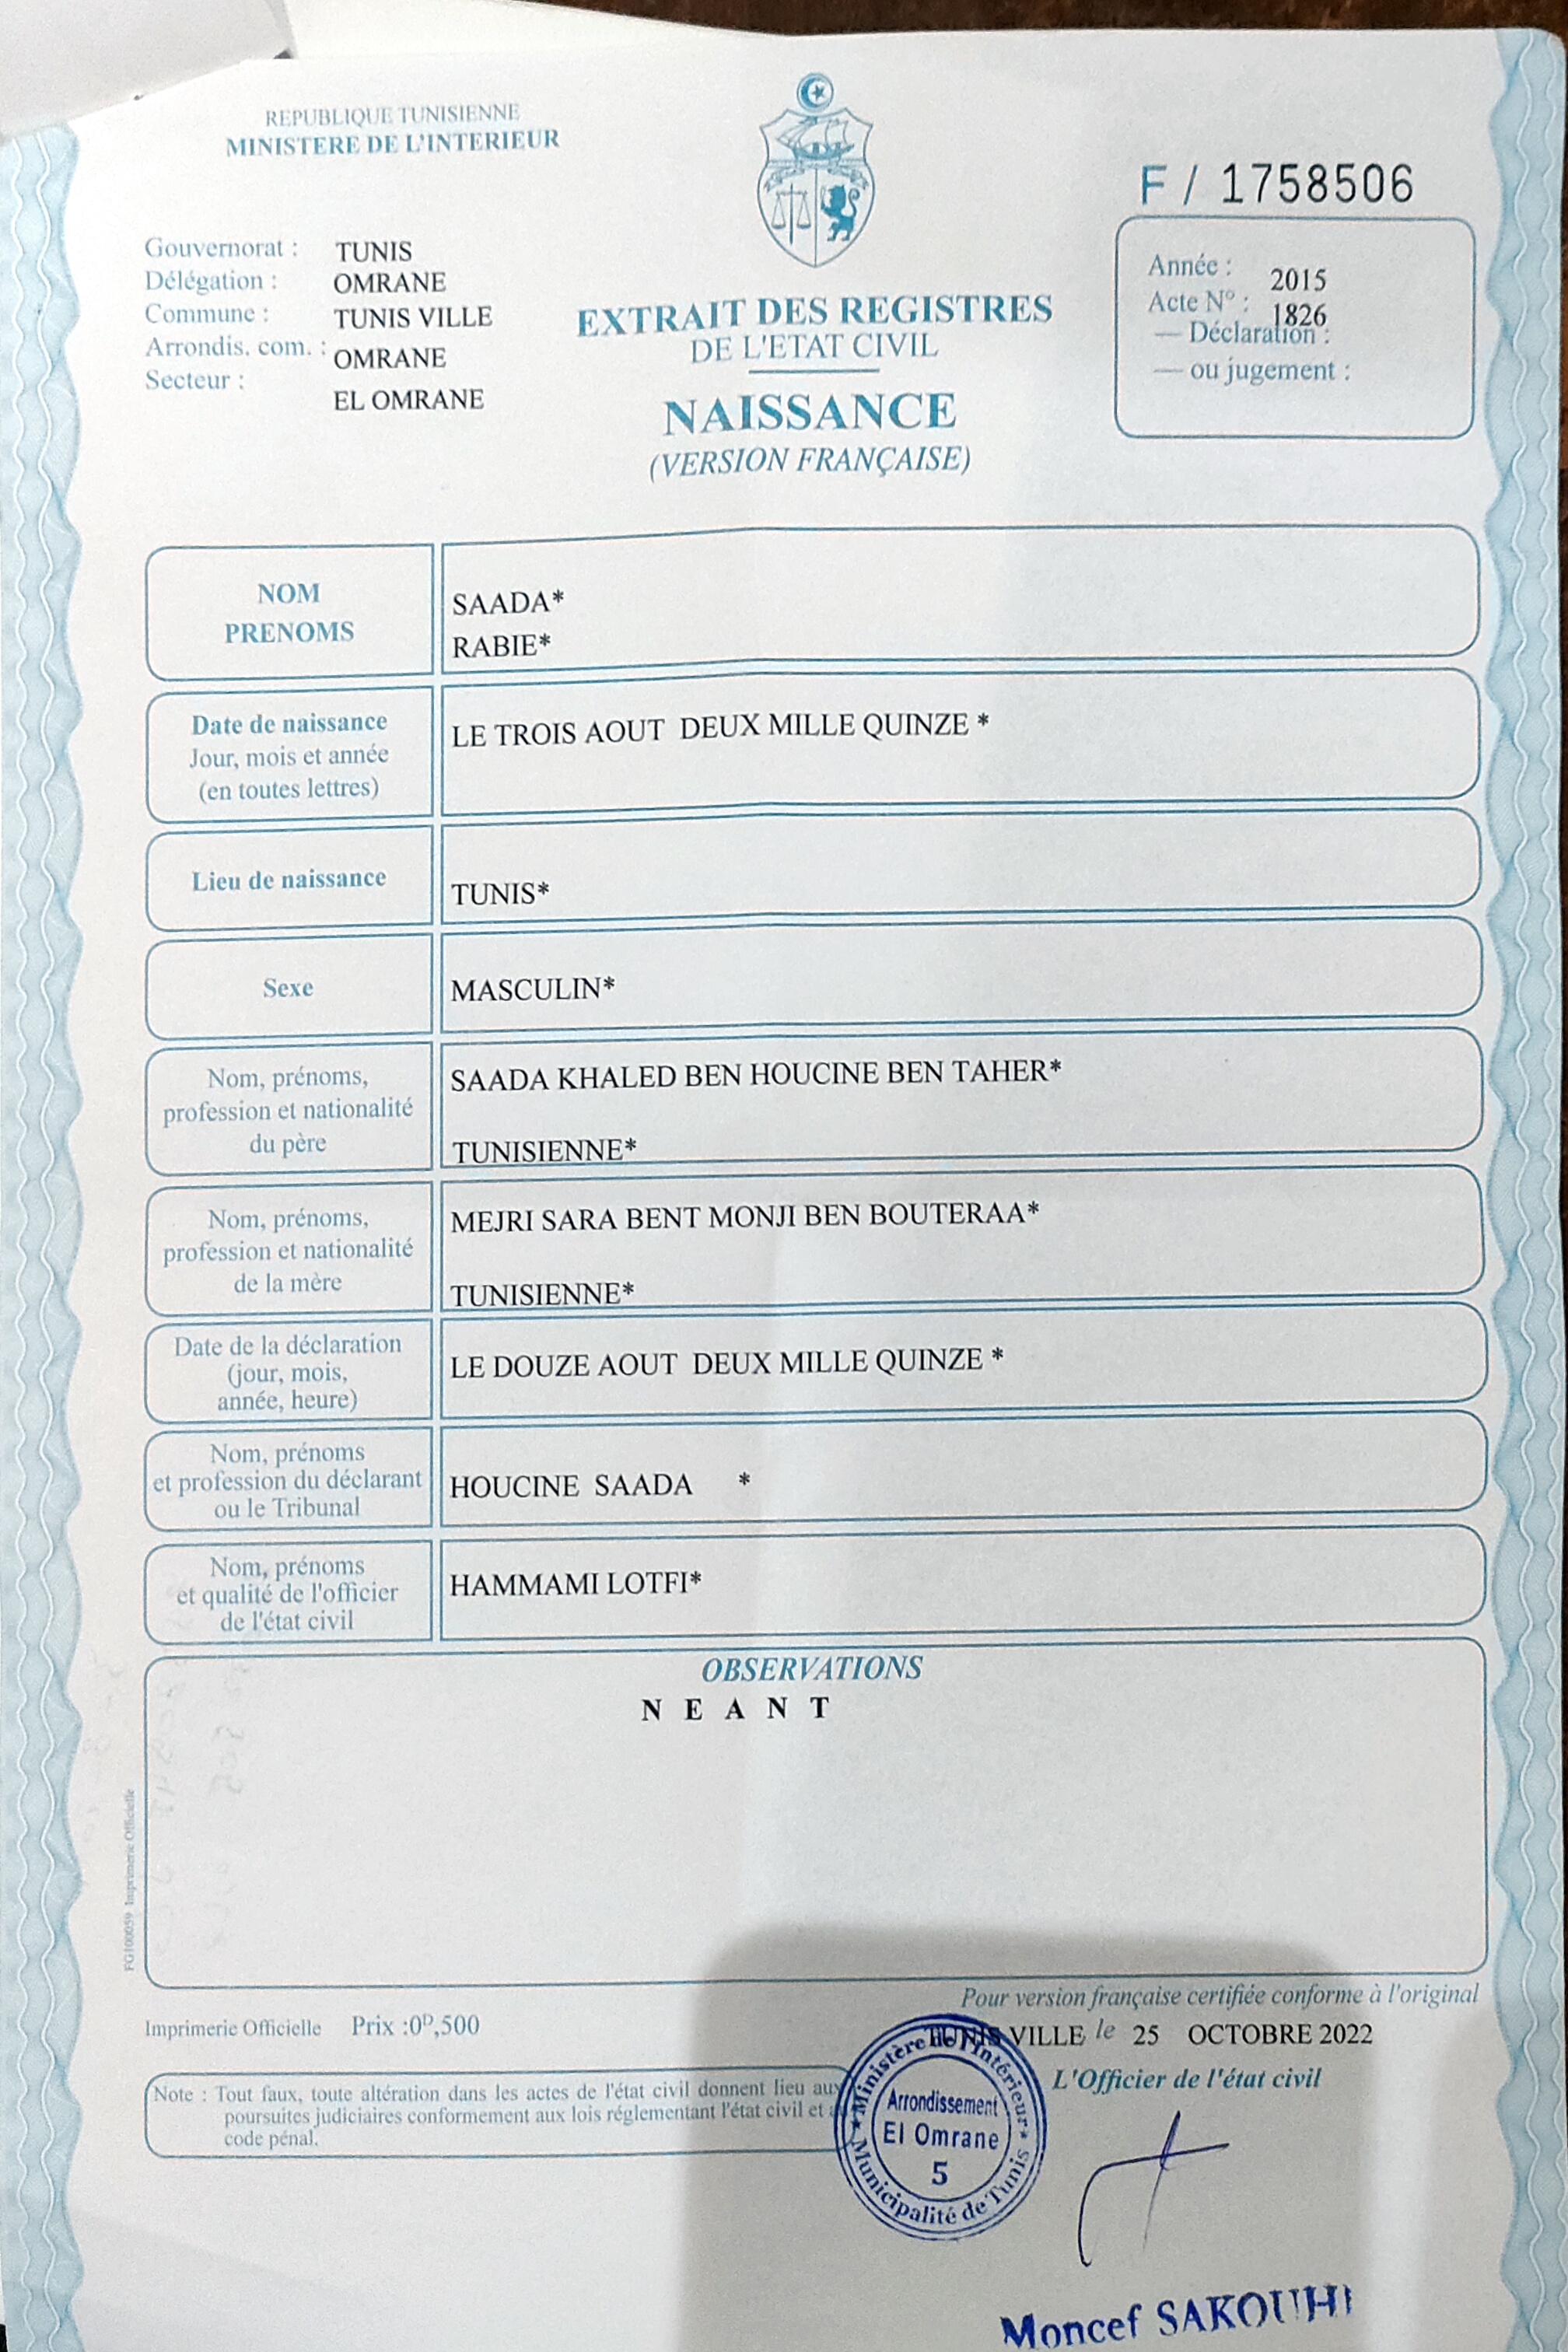 REPUBLIQUE TUNISIENNE
MINISTERE DE L'INTERIEUR
F / 1758506
Gouvernorat : TUNIS
Délégation : OMRANE
Commune : TUNIS VILLE
Arrondis. com. : OMRANE
Secteur : EL OMRANE
EXTRAIT DES REGISTRES
DE L'ETAT CIVIL
NAISSANCE
(VERSION FRANÇAISE)
Année : 2015
Acte N° : 1826
— Déclaration :
— ou jugement :
NOM
PRENOMS
SAADA*
RABIE*
Date de naissance
Jour, mois et année
(en toutes lettres)
LE TROIS AOUT DEUX MILLE QUINZE *
Lieu de naissance
TUNIS*
Sexe
MASCULIN*
Nom, prénoms,
profession et nationalité
du père
SAADA KHALED BEN HOUCINE BEN TAHER*
TUNISIENNE*
Nom, prénoms,
profession et nationalité
de la mère
MEJRI SARA BENT MONJI BEN BOUTERAA*
TUNISIENNE*
Date de la déclaration
(jour, mois,
année, heure)
LE DOUZE AOUT DEUX MILLE QUINZE *
Nom, prénoms
et profession du déclarant
ou le Tribunal
HOUCINE SAADA *
Nom, prénoms
et qualité de l'officier
de l'état civil
HAMMAMI LOTFI*
OBSERVATIONS
N E A N T
FG100059 Imprimerie Officielle
Pour version française certifiée conforme à l'original
Imprimerie Officielle Prix :0D,500
TUNIS VILLE le 25 OCTOBRE 2022
L'Officier de l'état civil
Note : Tout faux, toute altération dans les actes de l'état civil donnent lieu aux
poursuites judiciaires conformement aux lois réglementant l'état civil et
code pénal.
Ministère de l'Intérieur
Arrondissement
El Omrane
5
Municipalité de Tunis
Moncef SAKOUHI